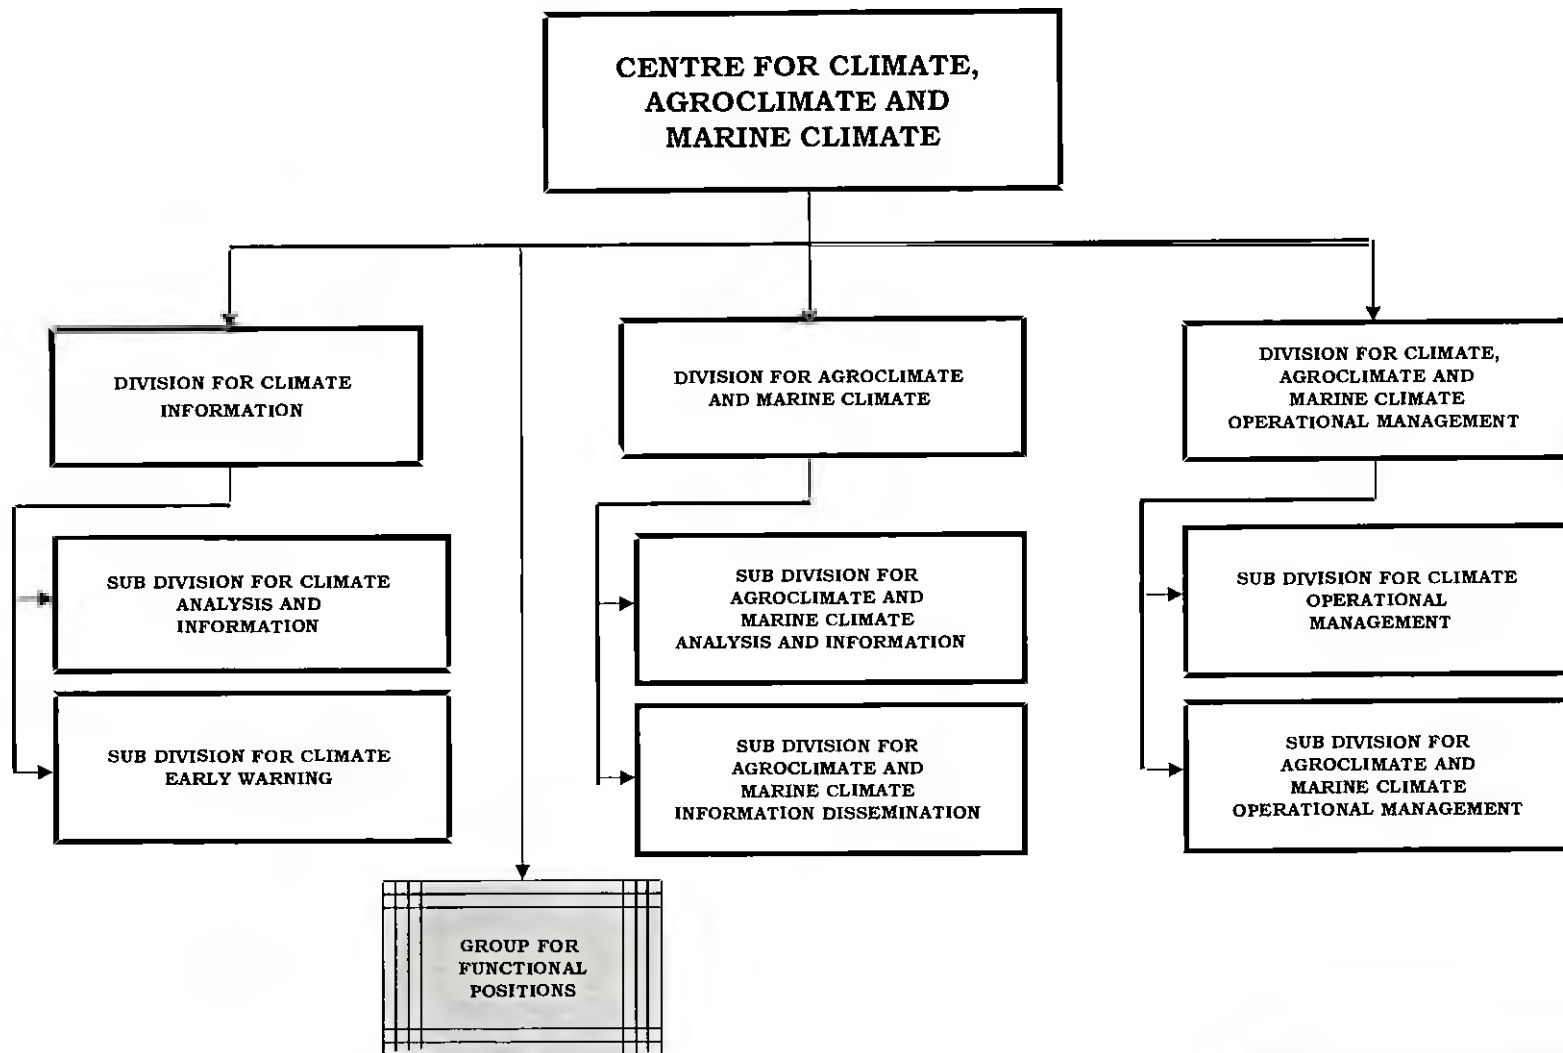 CENTRE FOR CLIMATE,
AGROCLIMATE AND
MARINE CLIMATE
DIVISION FOR CLIMATE
INFORMATION
DIVISION FOR AGROCLIMATE
AND MARINE CLIMATE
DIVISION FOR CLIMATE,
AGROCLIMATE AND
MARINE CLIMATE
OPERATIONAL MANAGEMENT
SUB DIVISION FOR CLIMATE
ANALYSIS AND
INFORMATION
SUB DIVISION FOR
AGROCLIMATE AND
MARINE CLIMATE
ANALYSIS AND INFORMATION
SUB DIVISION FOR CLIMATE
OPERATIONAL
MANAGEMENT
SUB DIVISION FOR CLIMATE
EARLY WARNING
SUB DIVISION FOR
AGROCLIMATE AND
MARINE CLIMATE
INFORMATION DISSEMINATION
SUB DIVISION FOR
AGROCLIMATE AND
MARINE CLIMATE
OPERATIONAL MANAGEMENT
GROUP FOR
FUNCTIONAL
POSITIONS